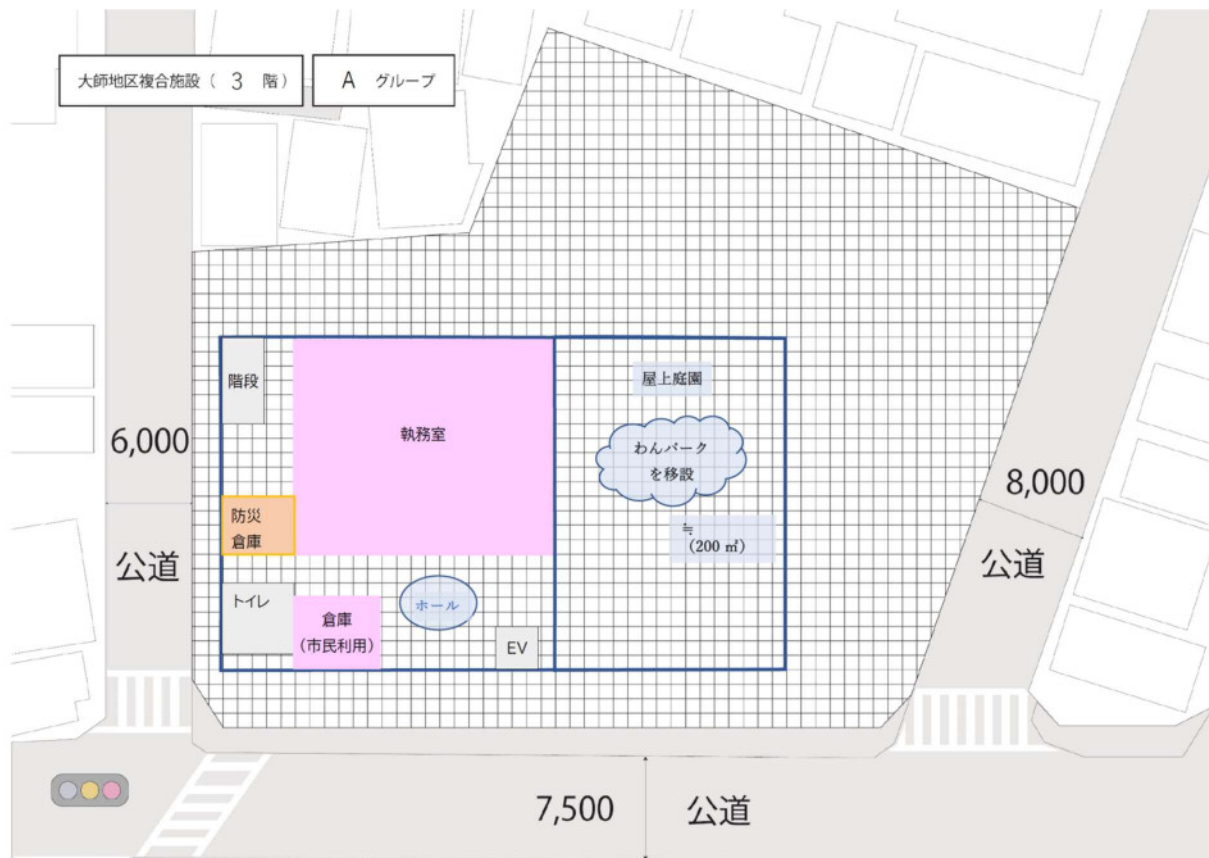 大師地区複合施設（ 3 階）
A グループ
階段
執務室
屋上庭園
わんパーク
を移設
6,000
8,000
防災
倉庫
≒
（200 ㎡）
公道
公道
トイレ
倉庫
（市民利用）
ホール
EV
7,500
公道